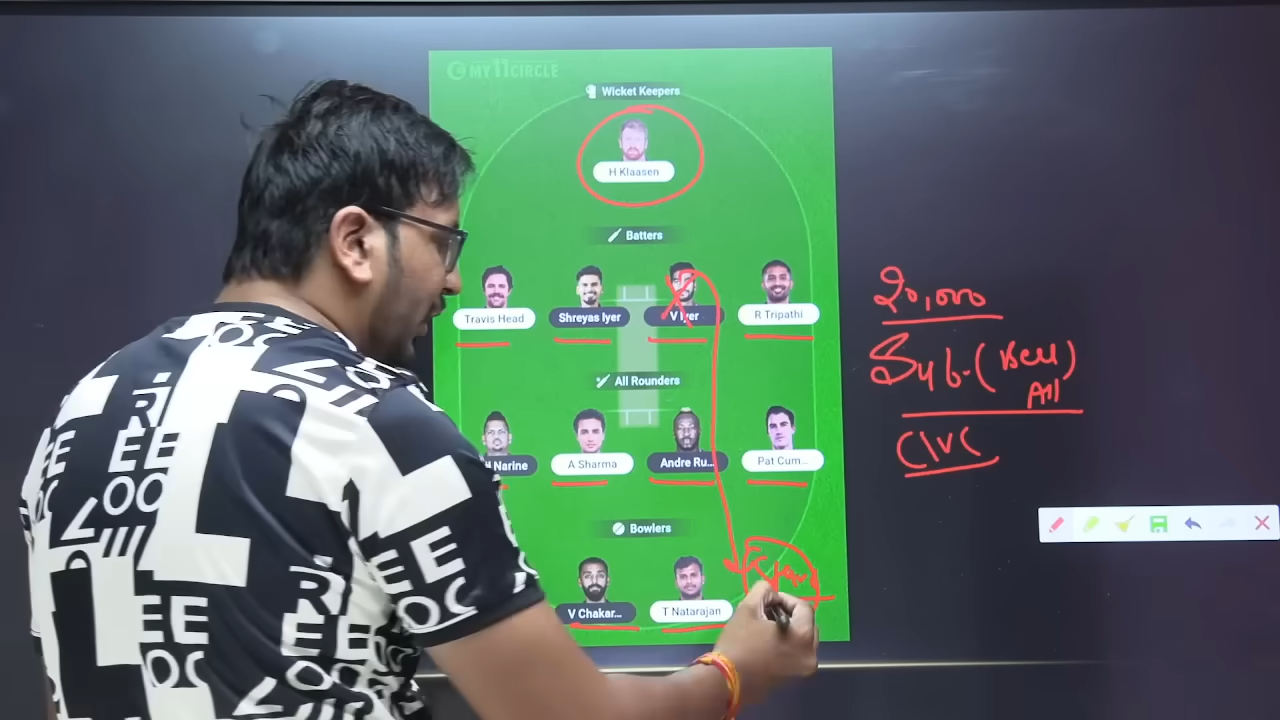 MY11CIRCLE
Wicket Keepers
H Klaasen
Batters
Travis Head
Shreyas Iyer
V Iyer
R Tripathi
All Rounders
Narine
A Sharma
Andre Ru...
Pat Cum...
Bowlers
V Chakar...
T Natarajan
20,000
Sub-(
All
C/VC